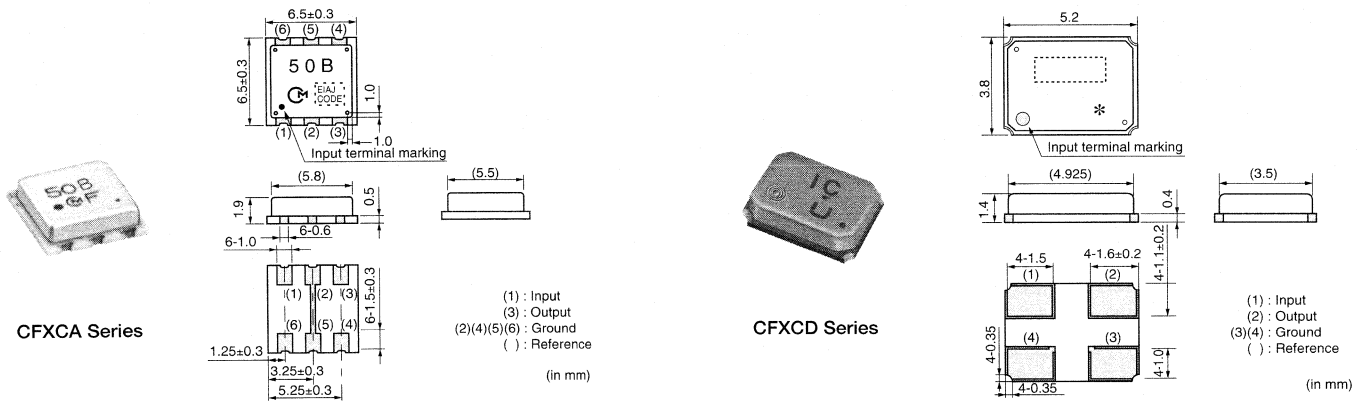 6.5±0.3
(6) (5) (4)
6.5±0.3
50B
EIAJ
CODE
1.0
(1) (2) (3)
1.0
Input terminal marking
50B
F
(5.8)
(5.5)
1.9
0.5
6-0.6
6-1.0
(1) (2) (3)
(6) (5) (4)
6-1.5±0.3
1.25±0.3
3.25±0.3
5.25±0.3
CFXCA Series
(1) : Input
(3) : Output
(2)(4)(5)(6) : Ground
( ) : Reference
(in mm)
5.2
3.8
*
Input terminal marking
IC
(4.925)
(3.5)
1.4
0.4
4-1.5
4-1.6±0.2
4-1.1±0.2
(1) (2)
(4) (3)
4-0.35
4-0.35
4-1.0
CFXCD Series
(1) : Input
(2) : Output
(3)(4) : Ground
( ) : Reference
(in mm)